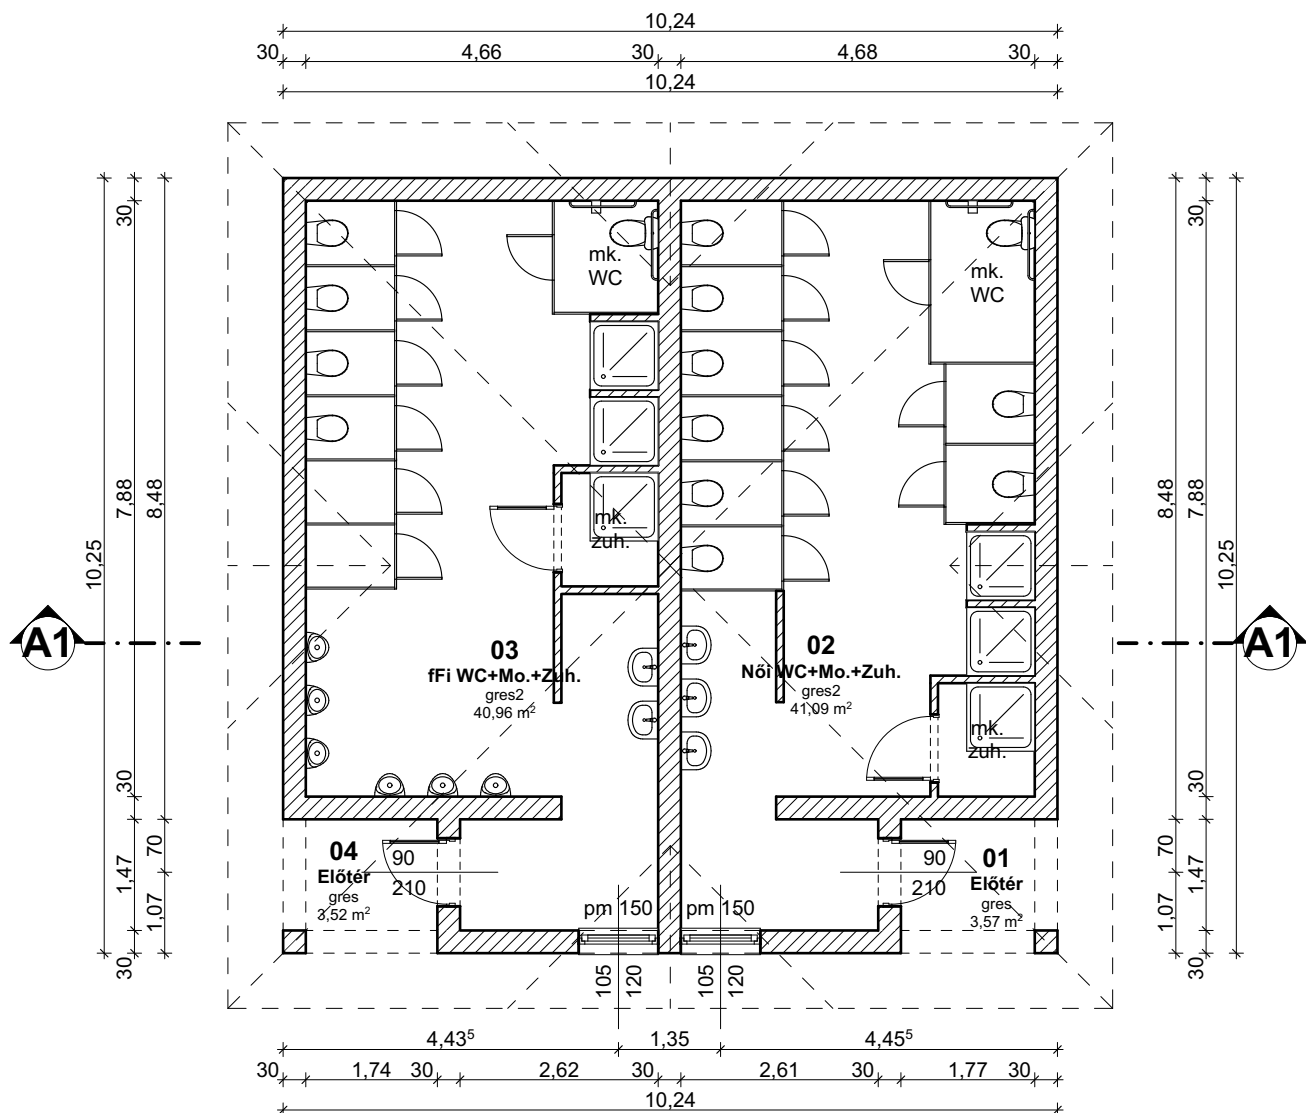 10,24
30 4,66 30 4,68 30
10,24
30
30
mk.
WC
mk.
WC
10,25
7,88
8,48
8,48
7,88
10,25
mk.
zuh.
A1
03
fFi WC+Mo.+Zuh.
gres2
40,96 m²
02
Női WC+Mo.+Zuh.
gres2
41,09 m²
A1
mk.
zuh.
30
30
70
1,47
1,07
30
04
Előtér
gres
3,52 m²
90
210
pm 150
pm 150
90
210
01
Előtér
gres
3,57 m²
70
1,47
1,07
30
105
120
105
120
4,43⁵ 1,35 4,45⁵
30 1,74 30 2,62 30 2,61 30 1,77 30
10,24